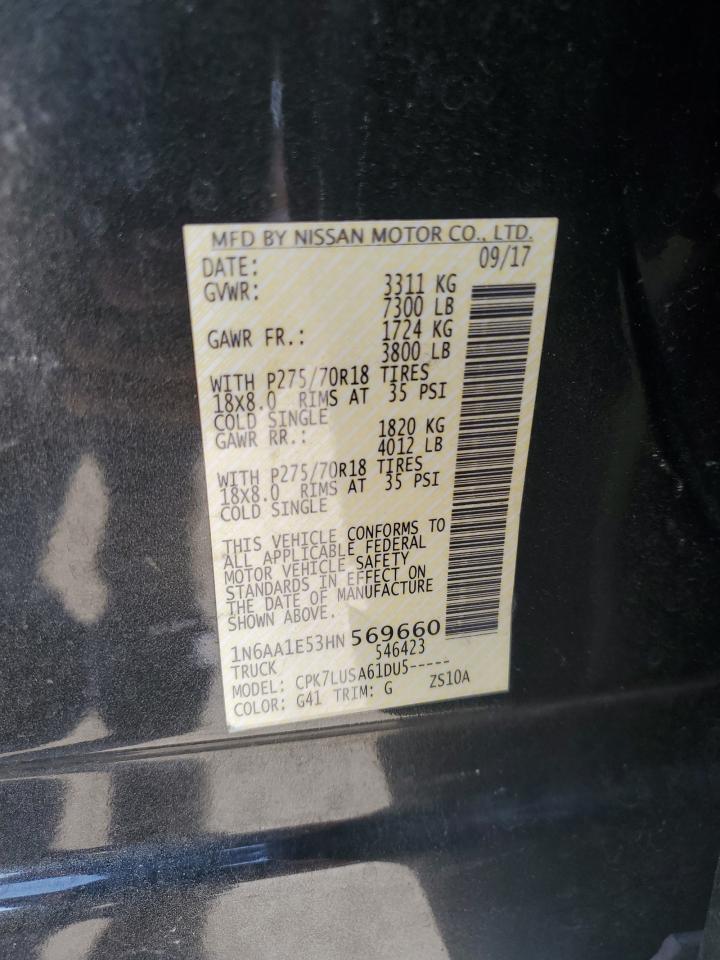 MFD BY NISSAN MOTOR CO., LTD.
DATE: 09/17
GVWR: 3311 KG
7300 LB
GAWR FR.: 1724 KG
3800 LB
WITH P275/70R18 TIRES
18X8.0 RIMS AT 35 PSI
COLD SINGLE
GAWR RR.: 1820 KG
4012 LB
WITH P275/70R18 TIRES
18X8.0 RIMS AT 35 PSI
COLD SINGLE
THIS VEHICLE CONFORMS TO
ALL APPLICABLE FEDERAL
MOTOR VEHICLE SAFETY
STANDARDS IN EFFECT ON
THE DATE OF MANUFACTURE
SHOWN ABOVE.
1N6AA1E53HN 569660
TRUCK 546423
MODEL: CPK7LUSA61DU5-----
COLOR: G41 TRIM: G ZS10A